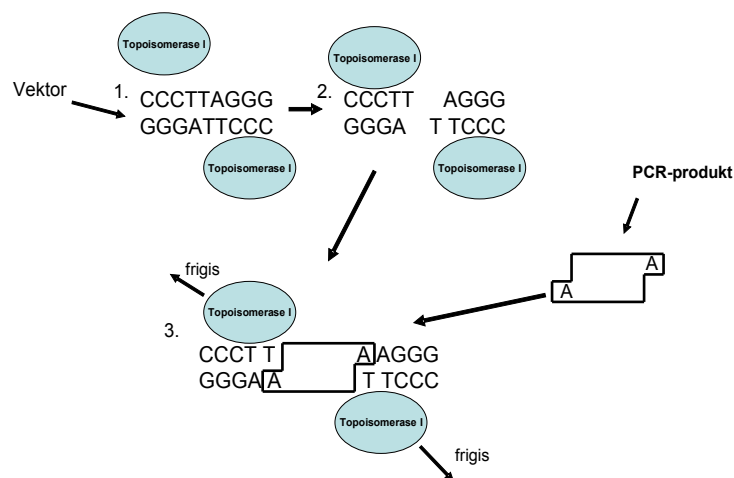 Topoisomerase I
Vektor
1.
CCCTTAGGG
GGGATTCCC
Topoisomerase I
Topoisomerase I
2.
CCCTT AGGG
GGGA T TCCC
Topoisomerase I
PCR-produkt
A
A
frigis
Topoisomerase I
3.
CCCT T A AGGG
GGGA A T TCCC
Topoisomerase I
frigis